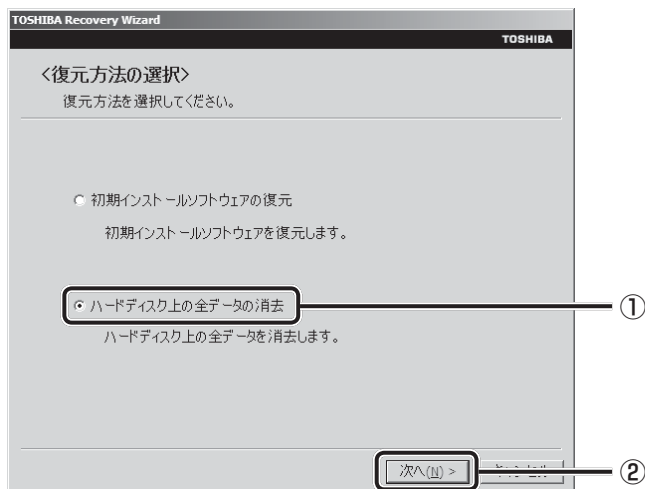 TOSHIBA Recovery Wizard
TOSHIBA
<復元方法の選択>
復元方法を選択してください。
初期インストールソフトウェアの復元
初期インストールソフトウェアを復元します。
ハードディスク上の全データの消去
①
ハードディスク上の全データを消去します。
次へ(N) >
②